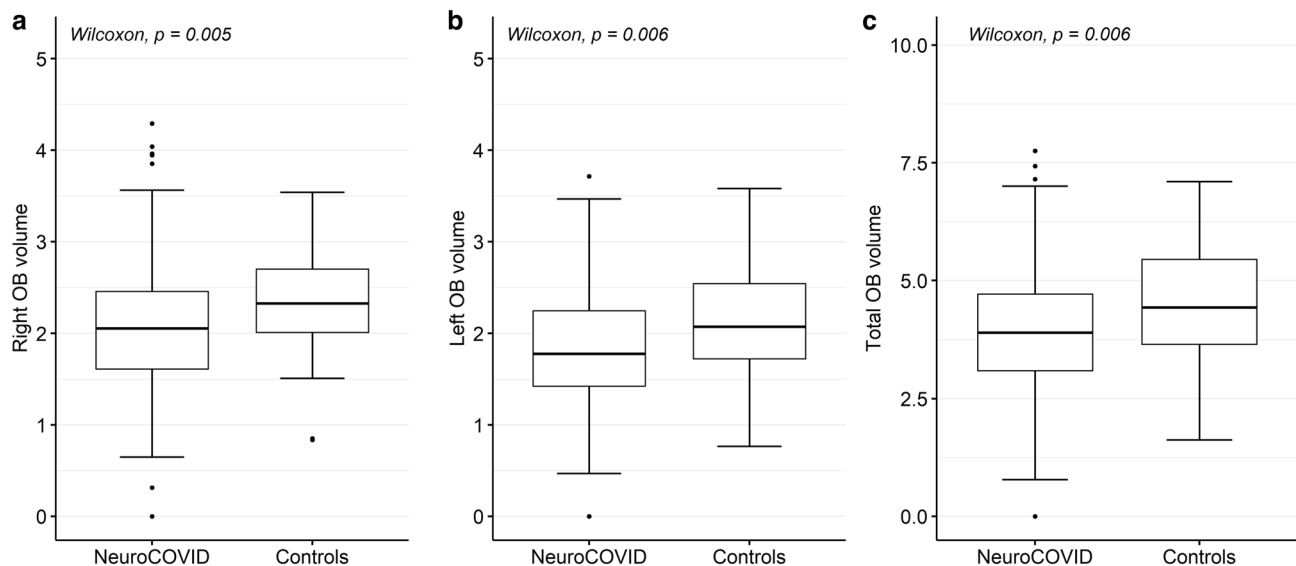 a
Wilcoxon, p = 0.005
Right OB volume
5
4
3
2
1
0
NeuroCOVID
Controls
b
Wilcoxon, p = 0.006
Left OB volume
5
4
3
2
1
0
NeuroCOVID
Controls
c
Wilcoxon, p = 0.006
Total OB volume
10.0
7.5
5.0
2.5
0.0
NeuroCOVID
Controls